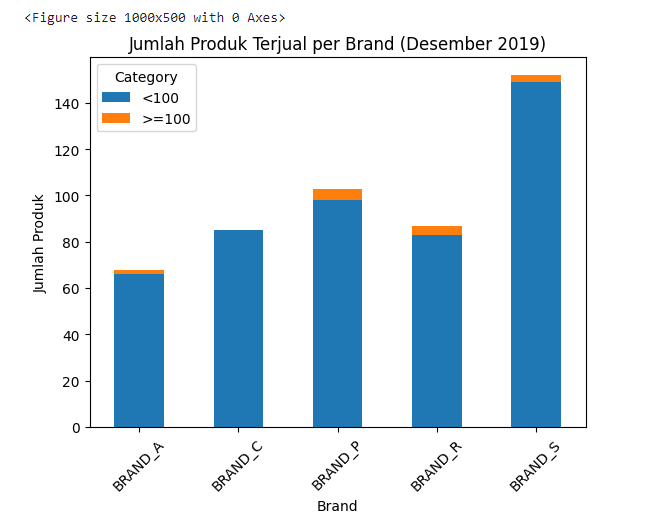 <Figure size 1000x500 with 0 Axes>
Jumlah Produk Terjual per Brand (Desember 2019)
Category
<100
>=100
140
120
100
80
60
40
20
0
Jumlah Produk
BRAND_A
BRAND_C
BRAND_P
BRAND_R
BRAND_S
Brand